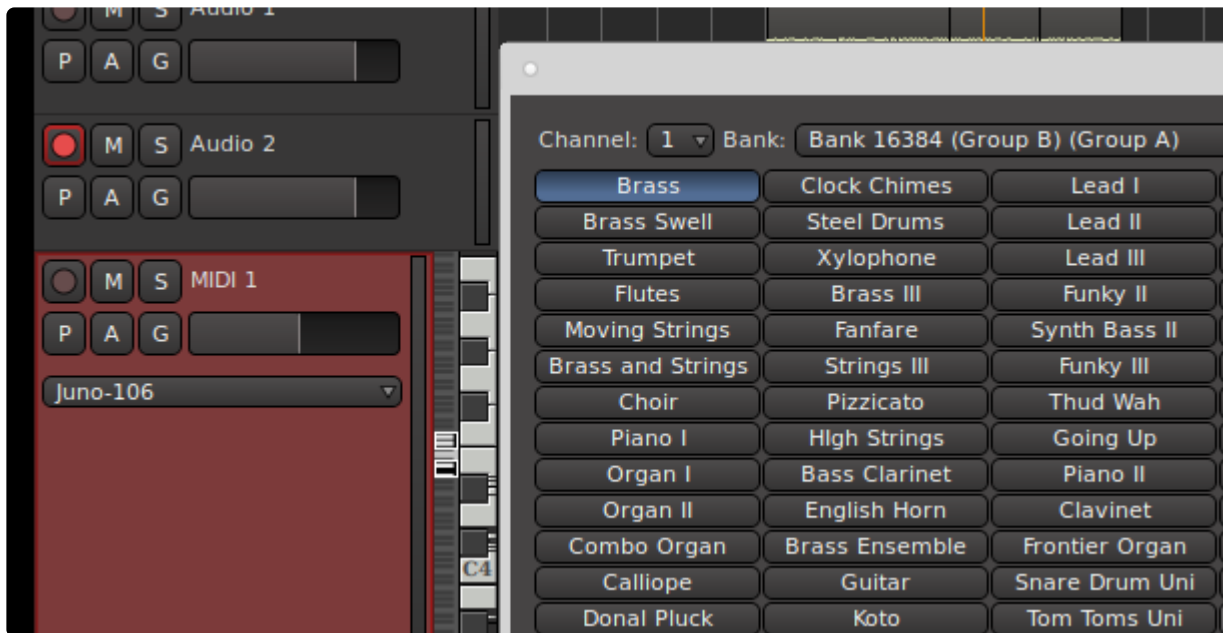 M S Audio 1
P A G
M S Audio 2
P A G
M S MIDI 1
P A G
Juno-106
C4
Channel: 1 Bank: Bank 16384 (Group B) (Group A)
Brass Clock Chimes Lead I
Brass Swell Steel Drums Lead II
Trumpet Xylophone Lead III
Flutes Brass III Funky II
Moving Strings Fanfare Synth Bass II
Brass and Strings Strings III Funky III
Choir Pizzicato Thud Wah
Piano I HIgh Strings Going Up
Organ I Bass Clarinet Piano II
Organ II English Horn Clavinet
Combo Organ Brass Ensemble Frontier Organ
Calliope Guitar Snare Drum Uni
Donal Pluck Koto Tom Toms Uni